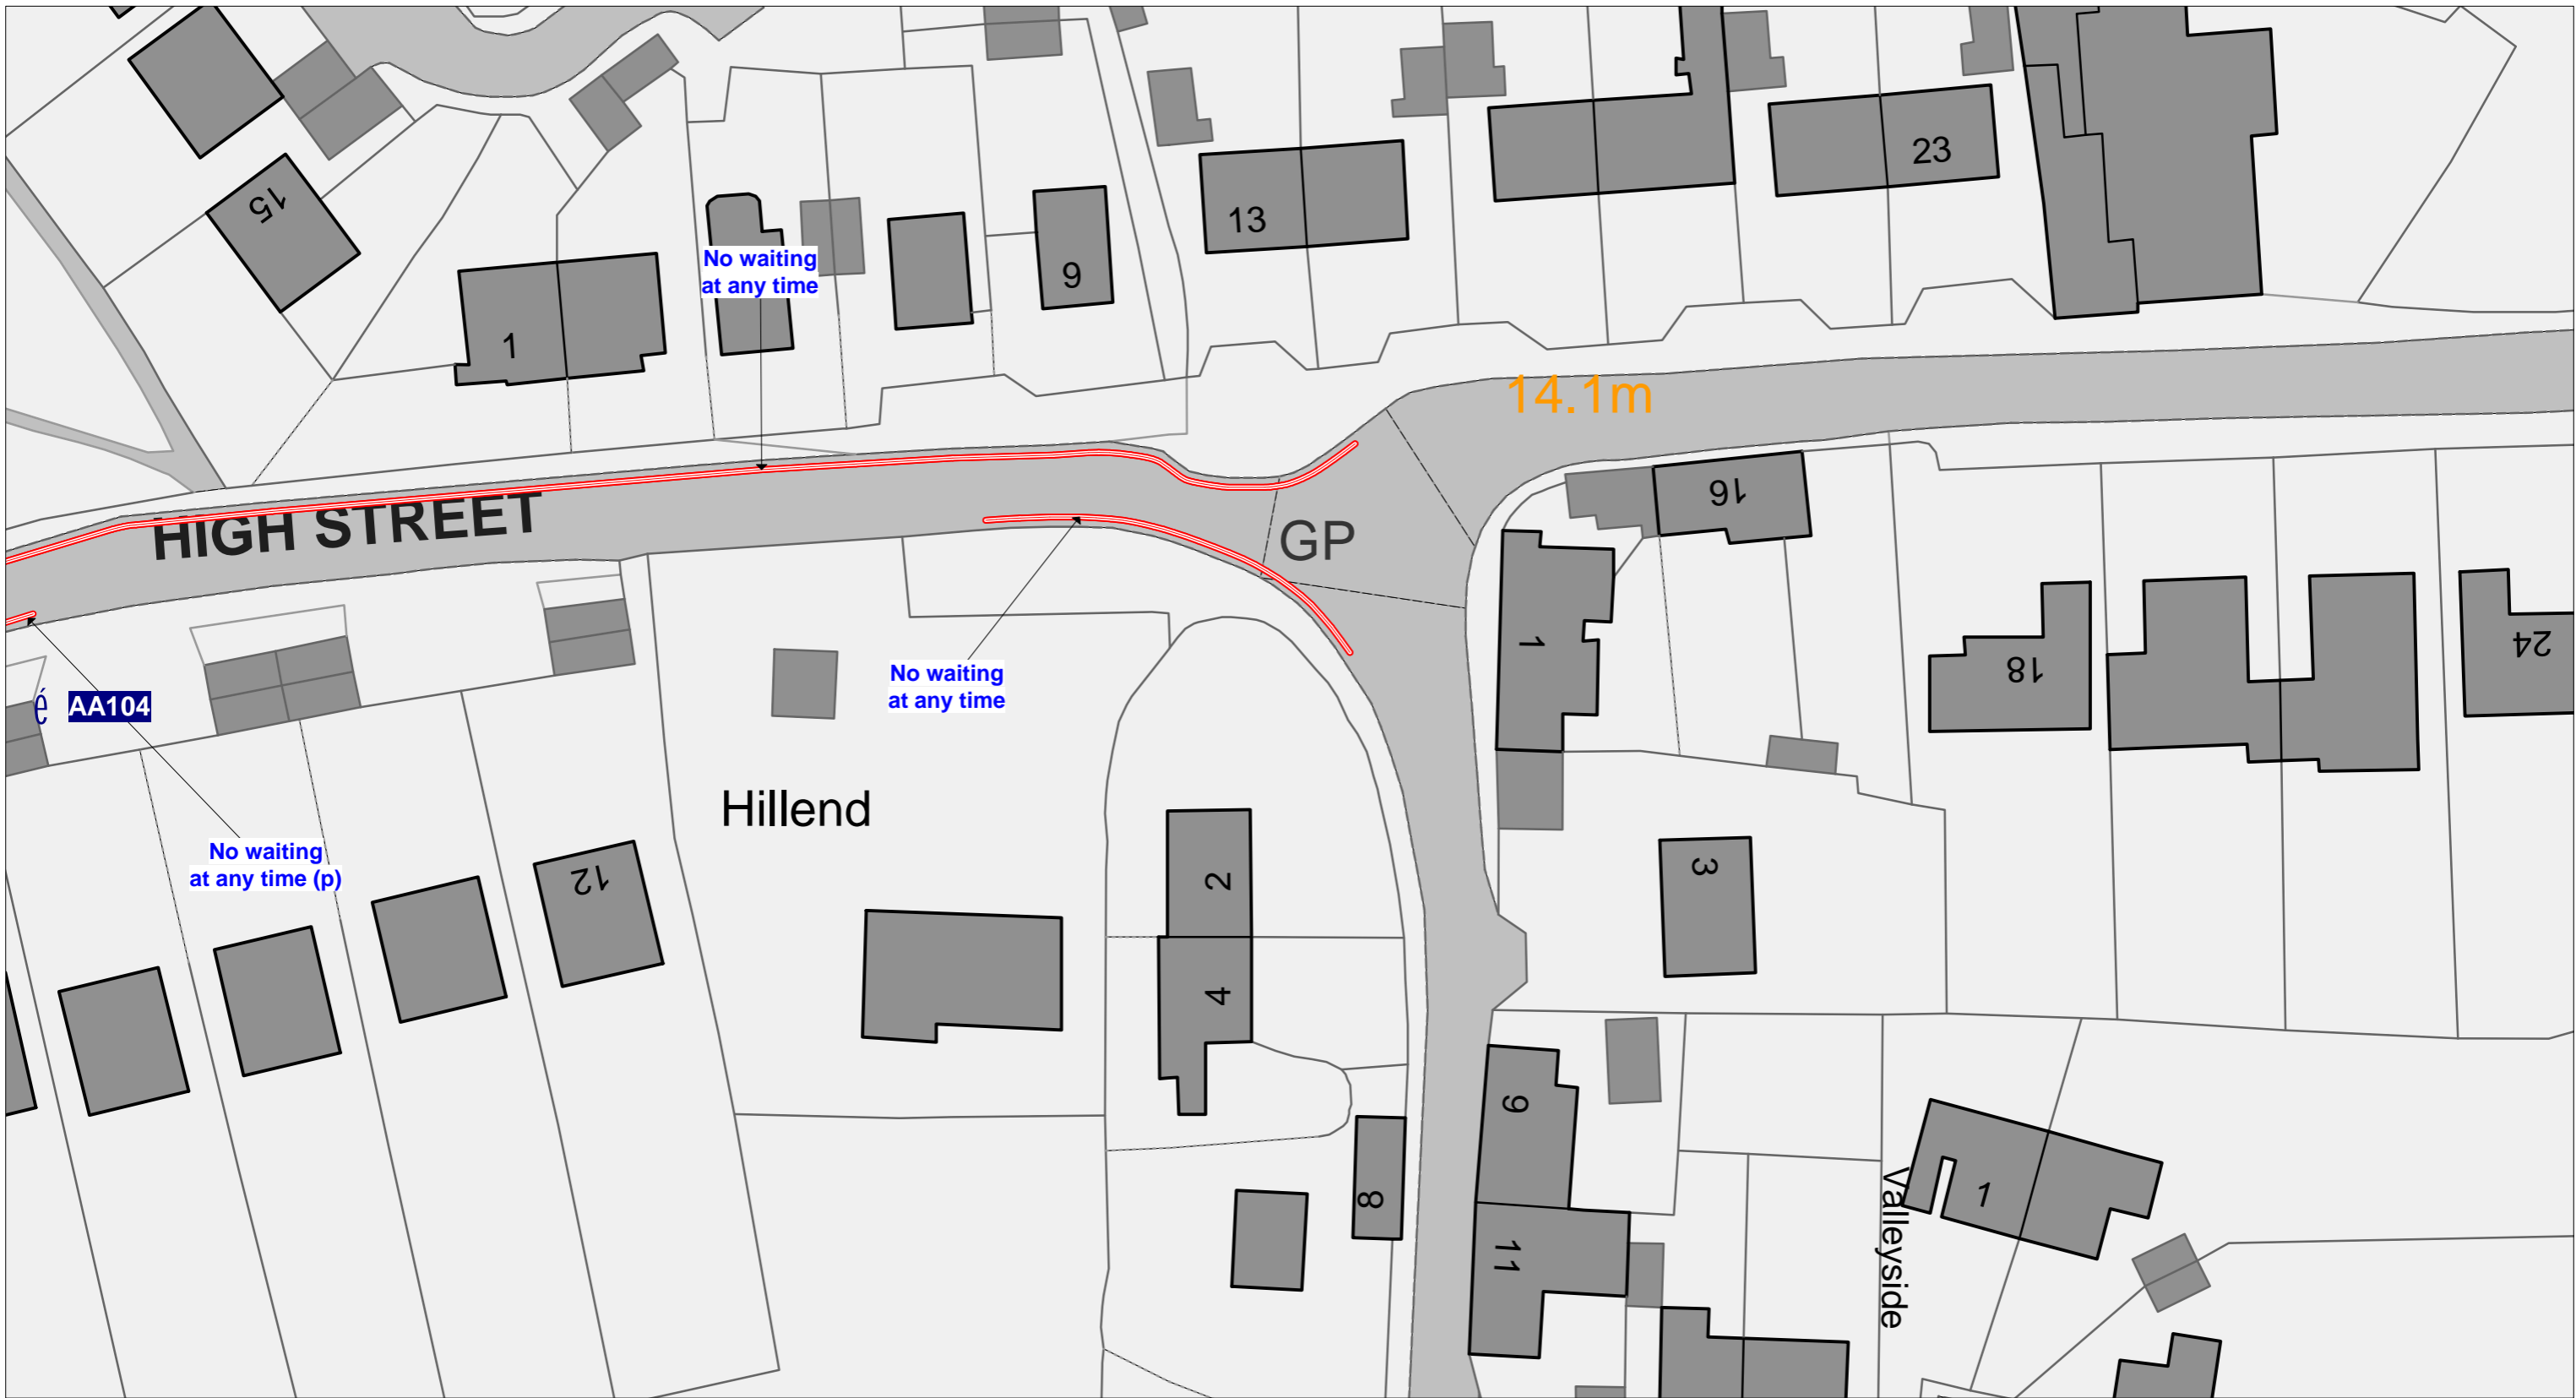 15
1
No waiting
at any time
9
13
23
14.1m
HIGH STREET
GP
16
1
18
24
é AA104
No waiting
at any time
Hillend
No waiting
at any time (p)
12
2
4
3
9
8
11
1
Valleyside